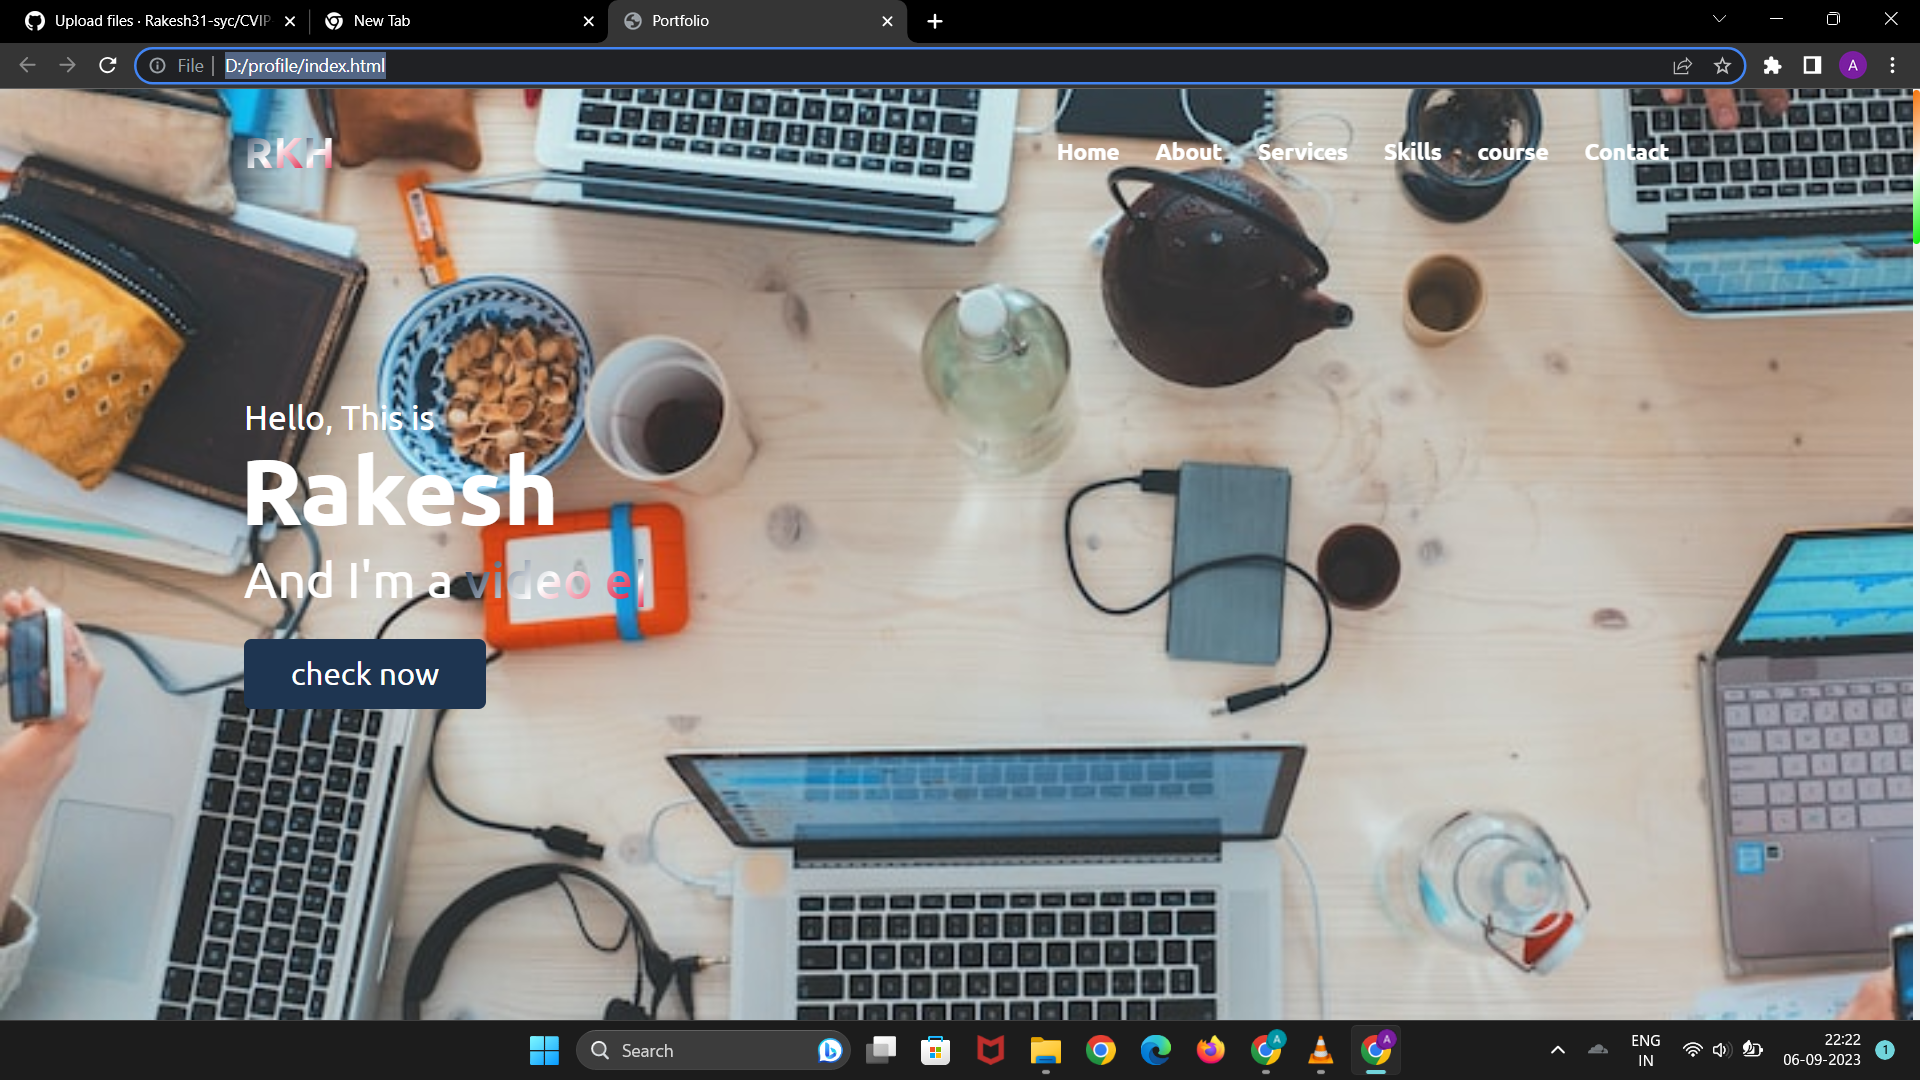 Upload files · Rakesh31-syc/CVIP
New Tab
Portfolio
File
D:/profile/index.html
A
RKH
Home About Services Skills course Contact
Hello, This is
Rakesh
And I'm a video e|
check now
Search
A
A
ENG
IN
22:22
06-09-2023
1